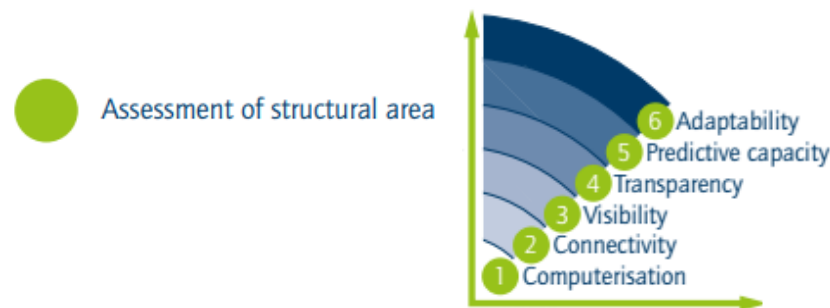 Assessment of structural area
6 Adaptability
5 Predictive capacity
4 Transparency
3 Visibility
2 Connectivity
1 Computerisation